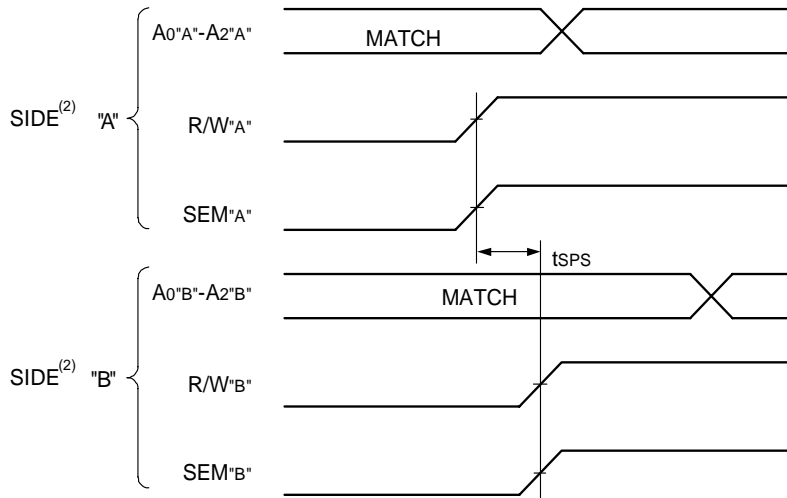 A0"A"-A2"A"
MATCH
SIDE(2) "A"
R/W"A"
SEM"A"
tSPS
A0"B"-A2"B"
MATCH
SIDE(2) "B"
R/W"B"
SEM"B"